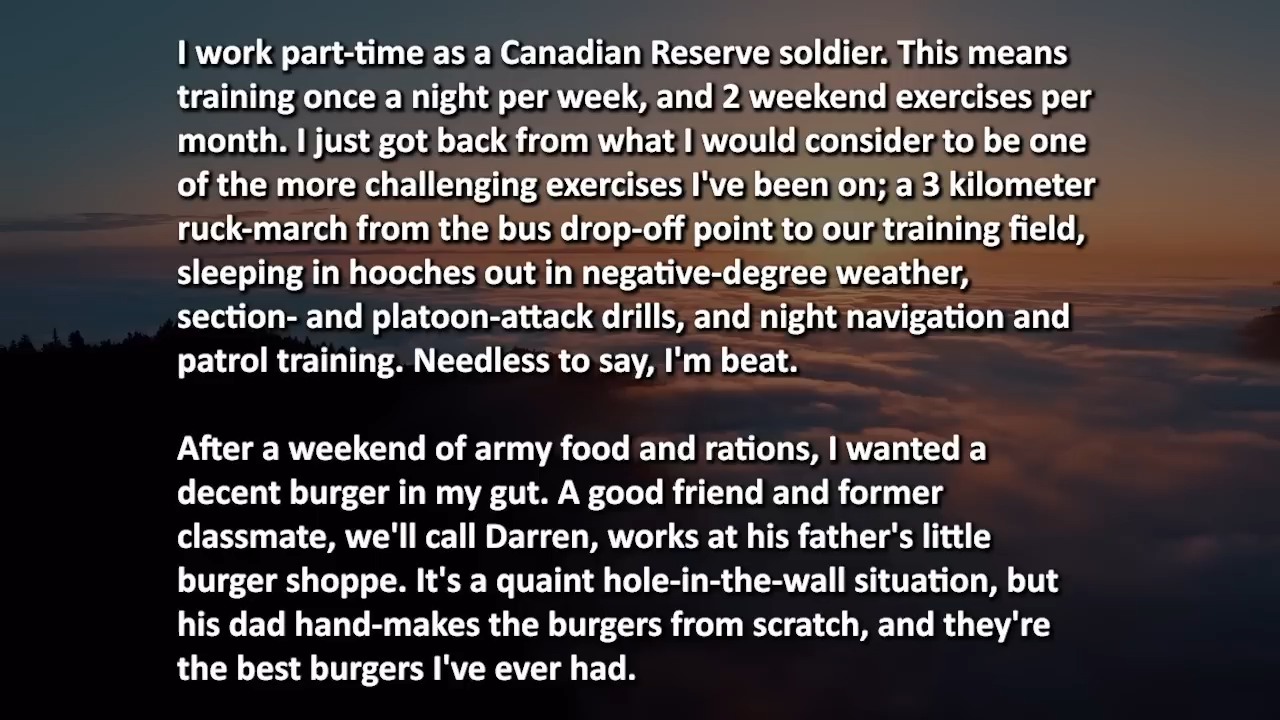 I work part-time as a Canadian Reserve soldier. This means
training once a night per week, and 2 weekend exercises per
month. I just got back from what I would consider to be one
of the more challenging exercises I've been on; a 3 kilometer
ruck-march from the bus drop-off point to our training field,
sleeping in hooches out in negative-degree weather,
section- and platoon-attack drills, and night navigation and
patrol training. Needless to say, I'm beat.
After a weekend of army food and rations, I wanted a
decent burger in my gut. A good friend and former
classmate, we'll call Darren, works at his father's little
burger shoppe. It's a quaint hole-in-the-wall situation, but
his dad hand-makes the burgers from scratch, and they're
the best burgers I've ever had.